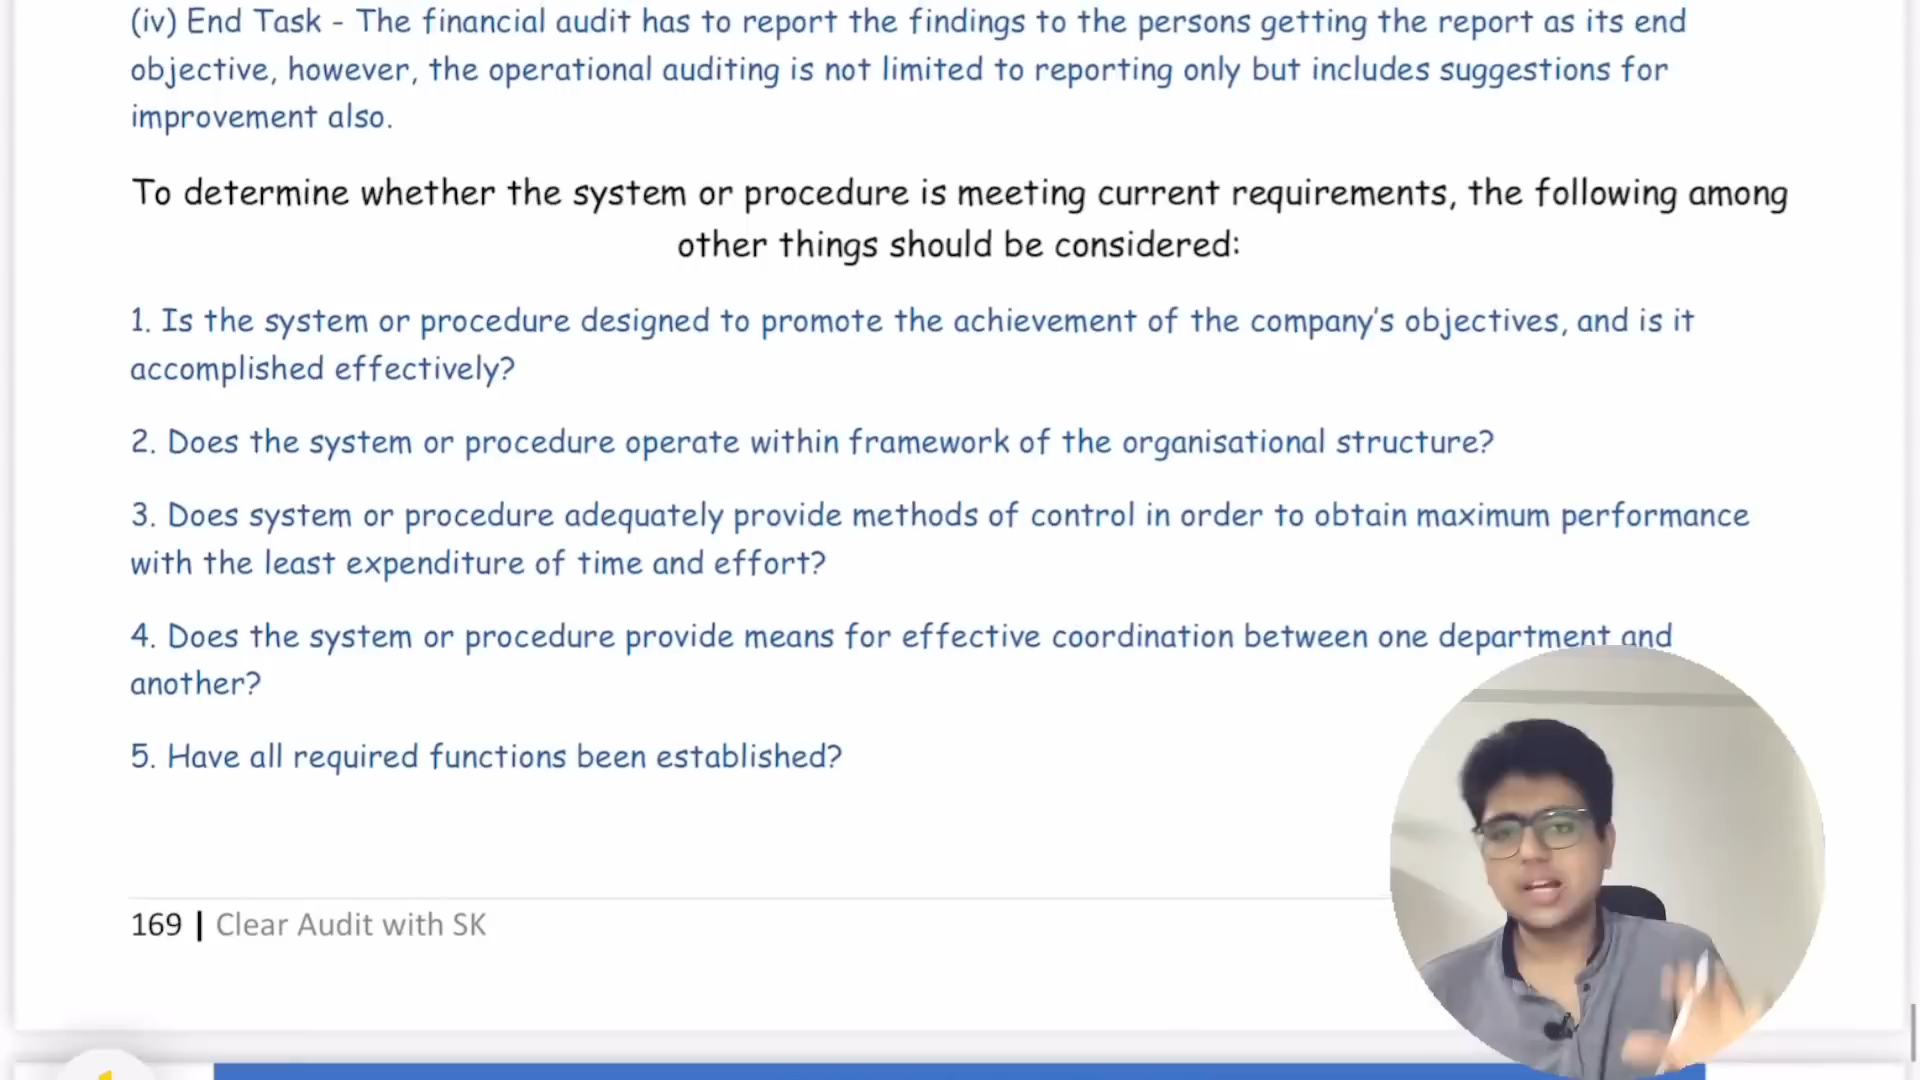 (iv) End Task - The financial audit has to report the findings to the persons getting the report as its end
objective, however, the operational auditing is not limited to reporting only but includes suggestions for
improvement also.
To determine whether the system or procedure is meeting current requirements, the following among
other things should be considered:
1. Is the system or procedure designed to promote the achievement of the company's objectives, and is it
accomplished effectively?
2. Does the system or procedure operate within framework of the organisational structure?
3. Does system or procedure adequately provide methods of control in order to obtain maximum performance
with the least expenditure of time and effort?
4. Does the system or procedure provide means for effective coordination between one department and
another?
5. Have all required functions been established?
169 | Clear Audit with SK